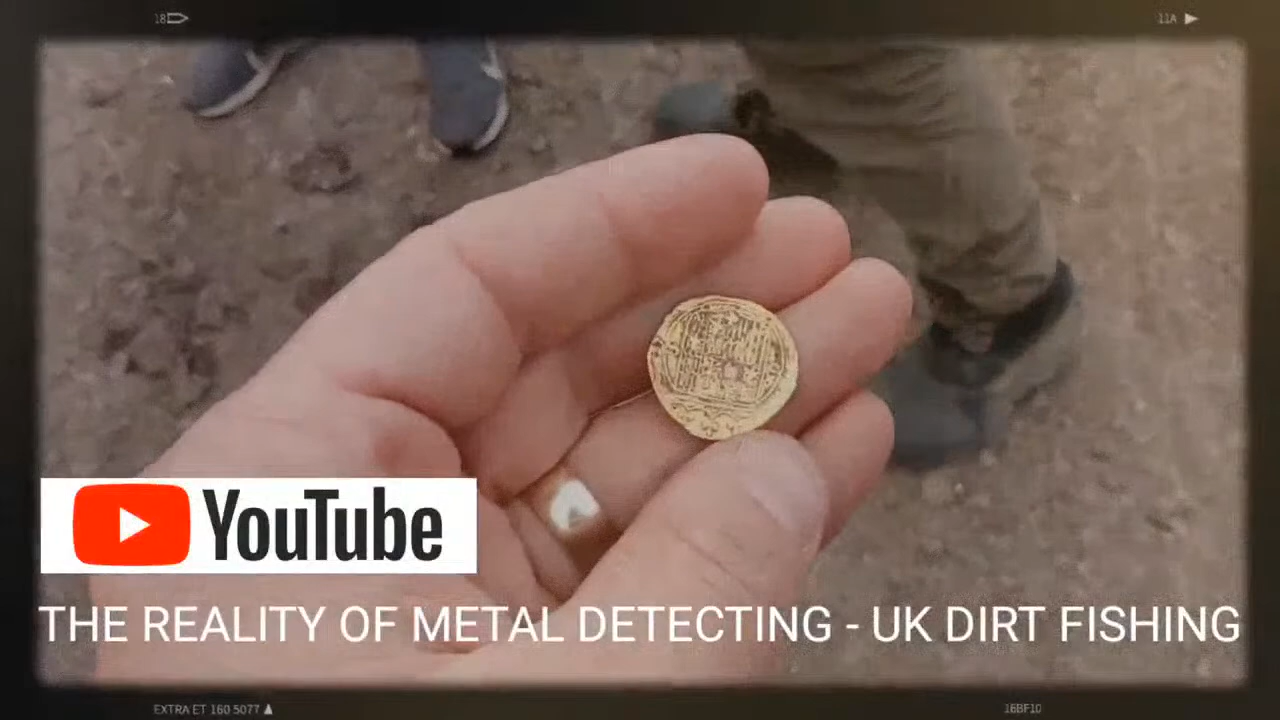 18
11A
YouTube
THE REALITY OF METAL DETECTING - UK DIRT FISHING
EXTRA ET 160 5077
16BF10